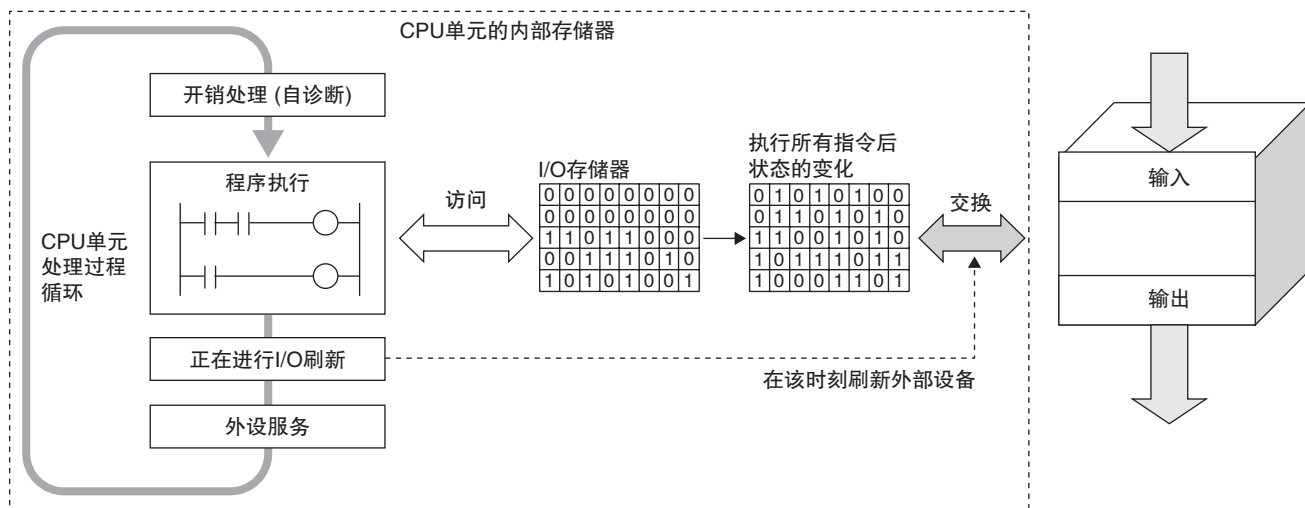 CPU单元的内部存储器
开销处理 (自诊断)
程序执行
CPU单元
处理过程
循环
正在进行I/O刷新
外设服务
访问
I/O存储器
0 0 0 0 0 0 0 0
0 0 0 0 0 0 0 0
1 1 0 1 1 0 0 0
0 0 1 1 1 0 1 0
1 0 1 0 1 0 0 1
执行所有指令后
状态的变化
0 1 0 1 0 1 0 0
0 1 1 0 1 0 1 0
1 1 0 0 1 0 1 0
1 0 1 1 1 0 1 1
1 0 0 0 1 1 0 1
交换
在该时刻刷新外部设备
输入
输出